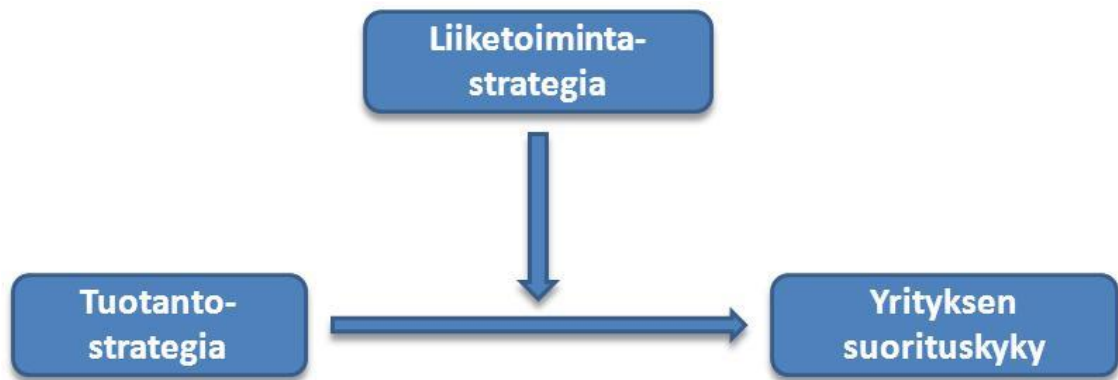 Liiketoiminta-
strategia
Tuotanto-
strategia
Yrityksen
suorituskyky